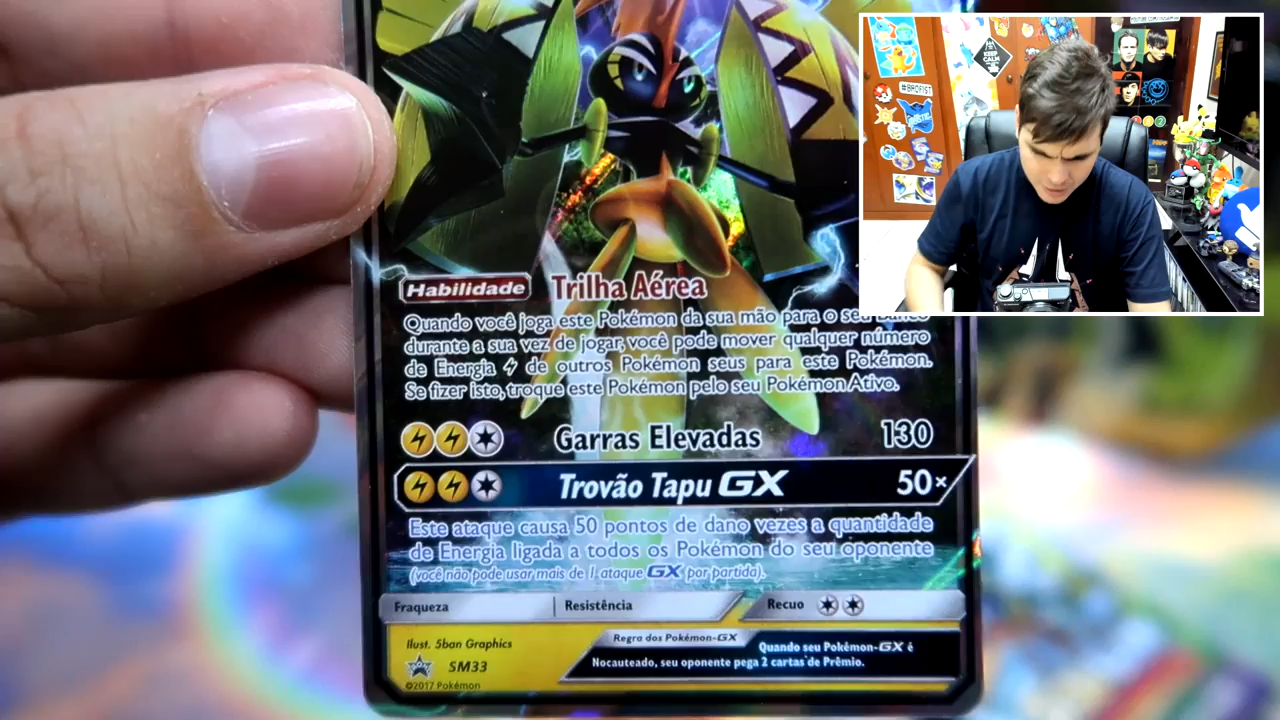 KEEP
CALM
#BROFIST
Habilidade Trilha Aérea
Quando você joga este Pokémon da sua mão para o seu Banco
durante a sua vez de jogar, você pode mover qualquer número
de Energia de outros Pokémon seus para este Pokémon.
Se fizer isto, troque este Pokémon pelo seu Pokémon Ativo.
Garras Elevadas 130
Trovão Tapu GX 50×
Este ataque causa 50 pontos de dano vezes a quantidade
de Energia ligada a todos os Pokémon do seu oponente
(você não pode usar mais de 1 ataque GX por partida).
Fraqueza Resistência Recuo
Ilust. 5ban Graphics
SM33
©2017 Pokémon
Regra dos Pokémon-GX
Quando seu Pokémon-GX é
Nocauteado, seu oponente pega 2 cartas de Prêmio.